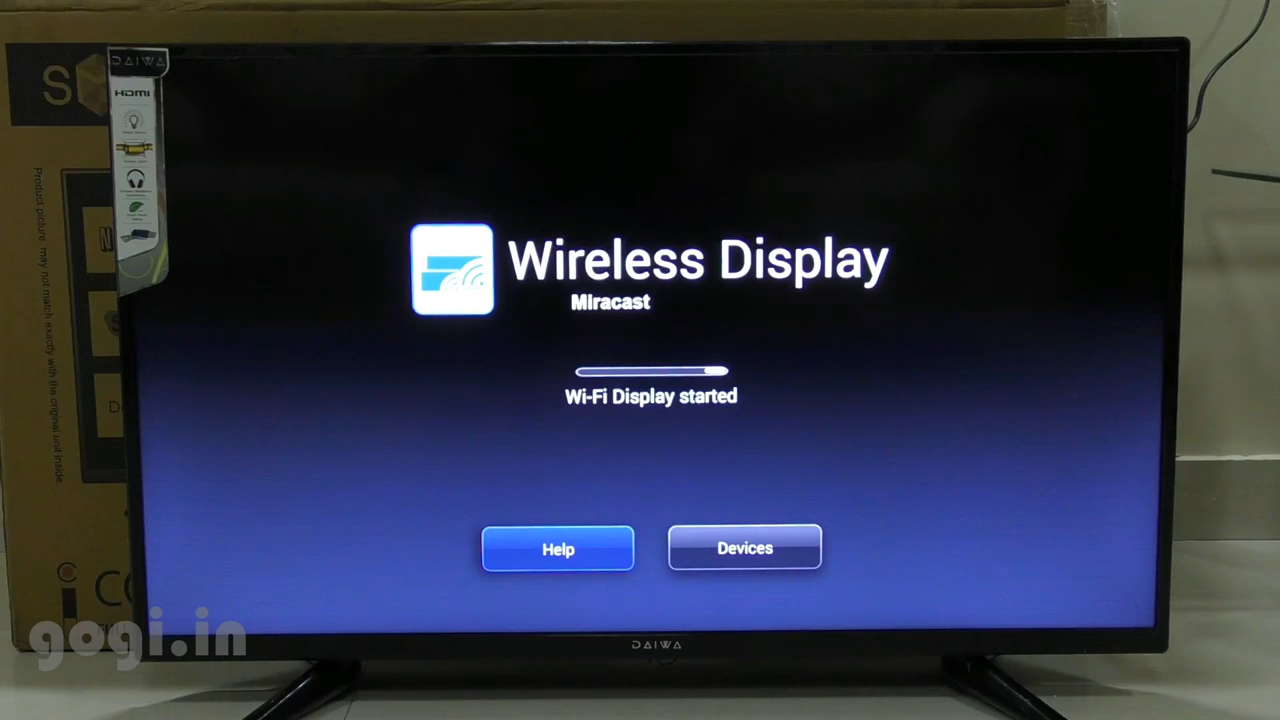 S
DAIWA
HDMI
Product picture may not match exactly with the original unit inside.
Wireless Display
Miracast
Wi-Fi Display started
Help
Devices
DAIWA
gogi.in